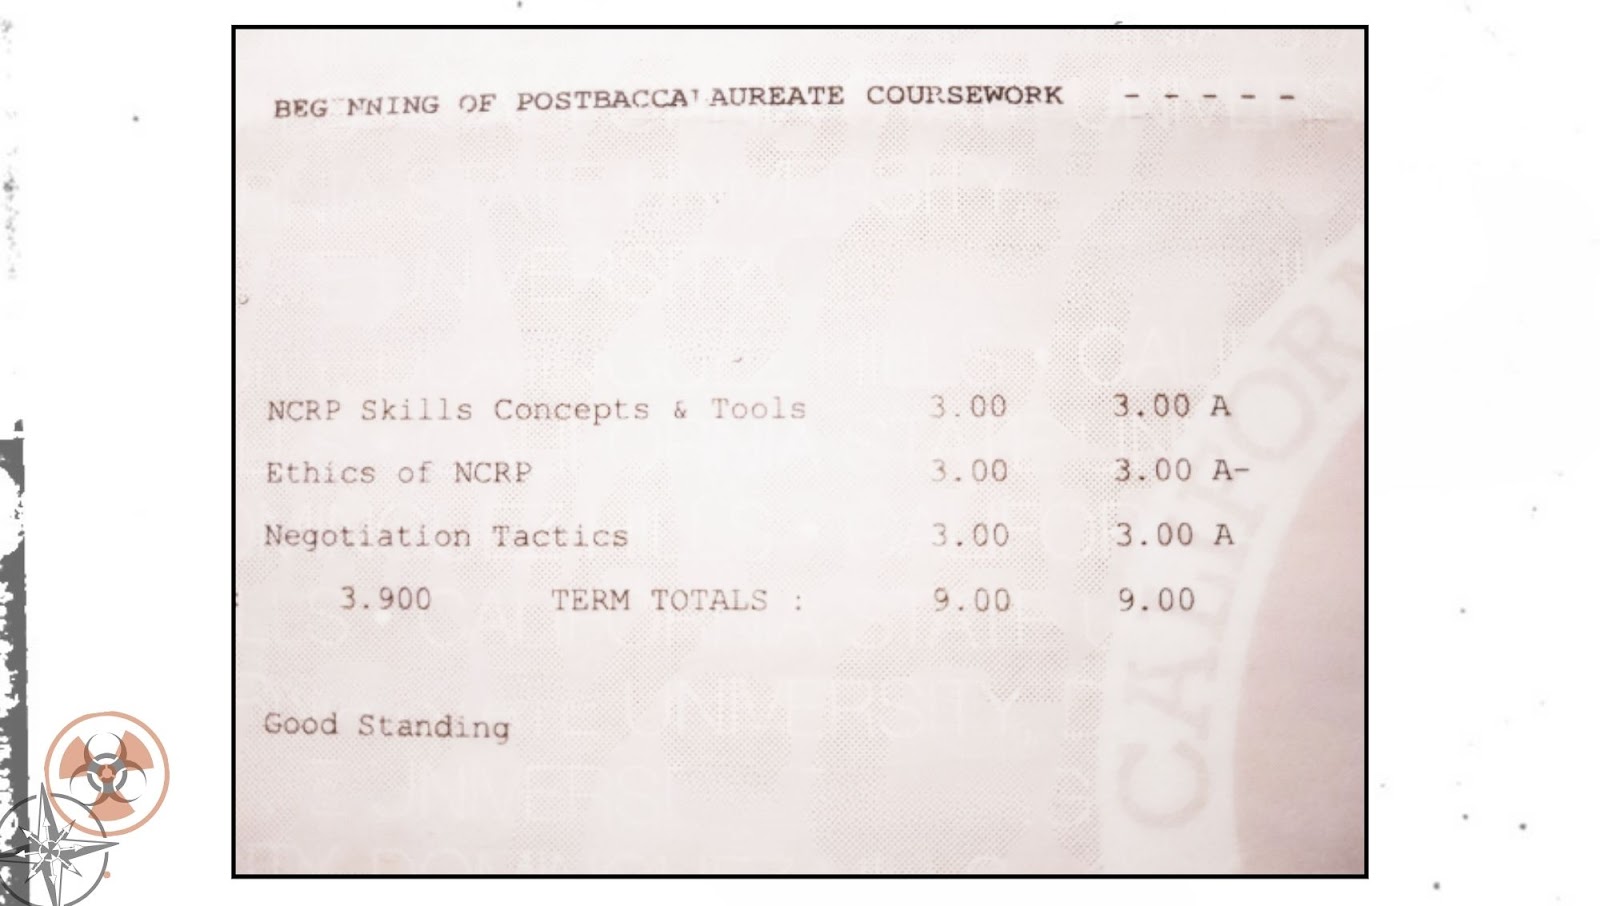 BEGINNING OF POSTBACCALAUREATE COURSEWORK - - - - -
NCRP Skills Concepts & Tools 3.00 3.00 A
Ethics of NCRP 3.00 3.00 A-
Negotiation Tactics 3.00 3.00 A
: 3.900 TERM TOTALS : 9.00 9.00
Good Standing